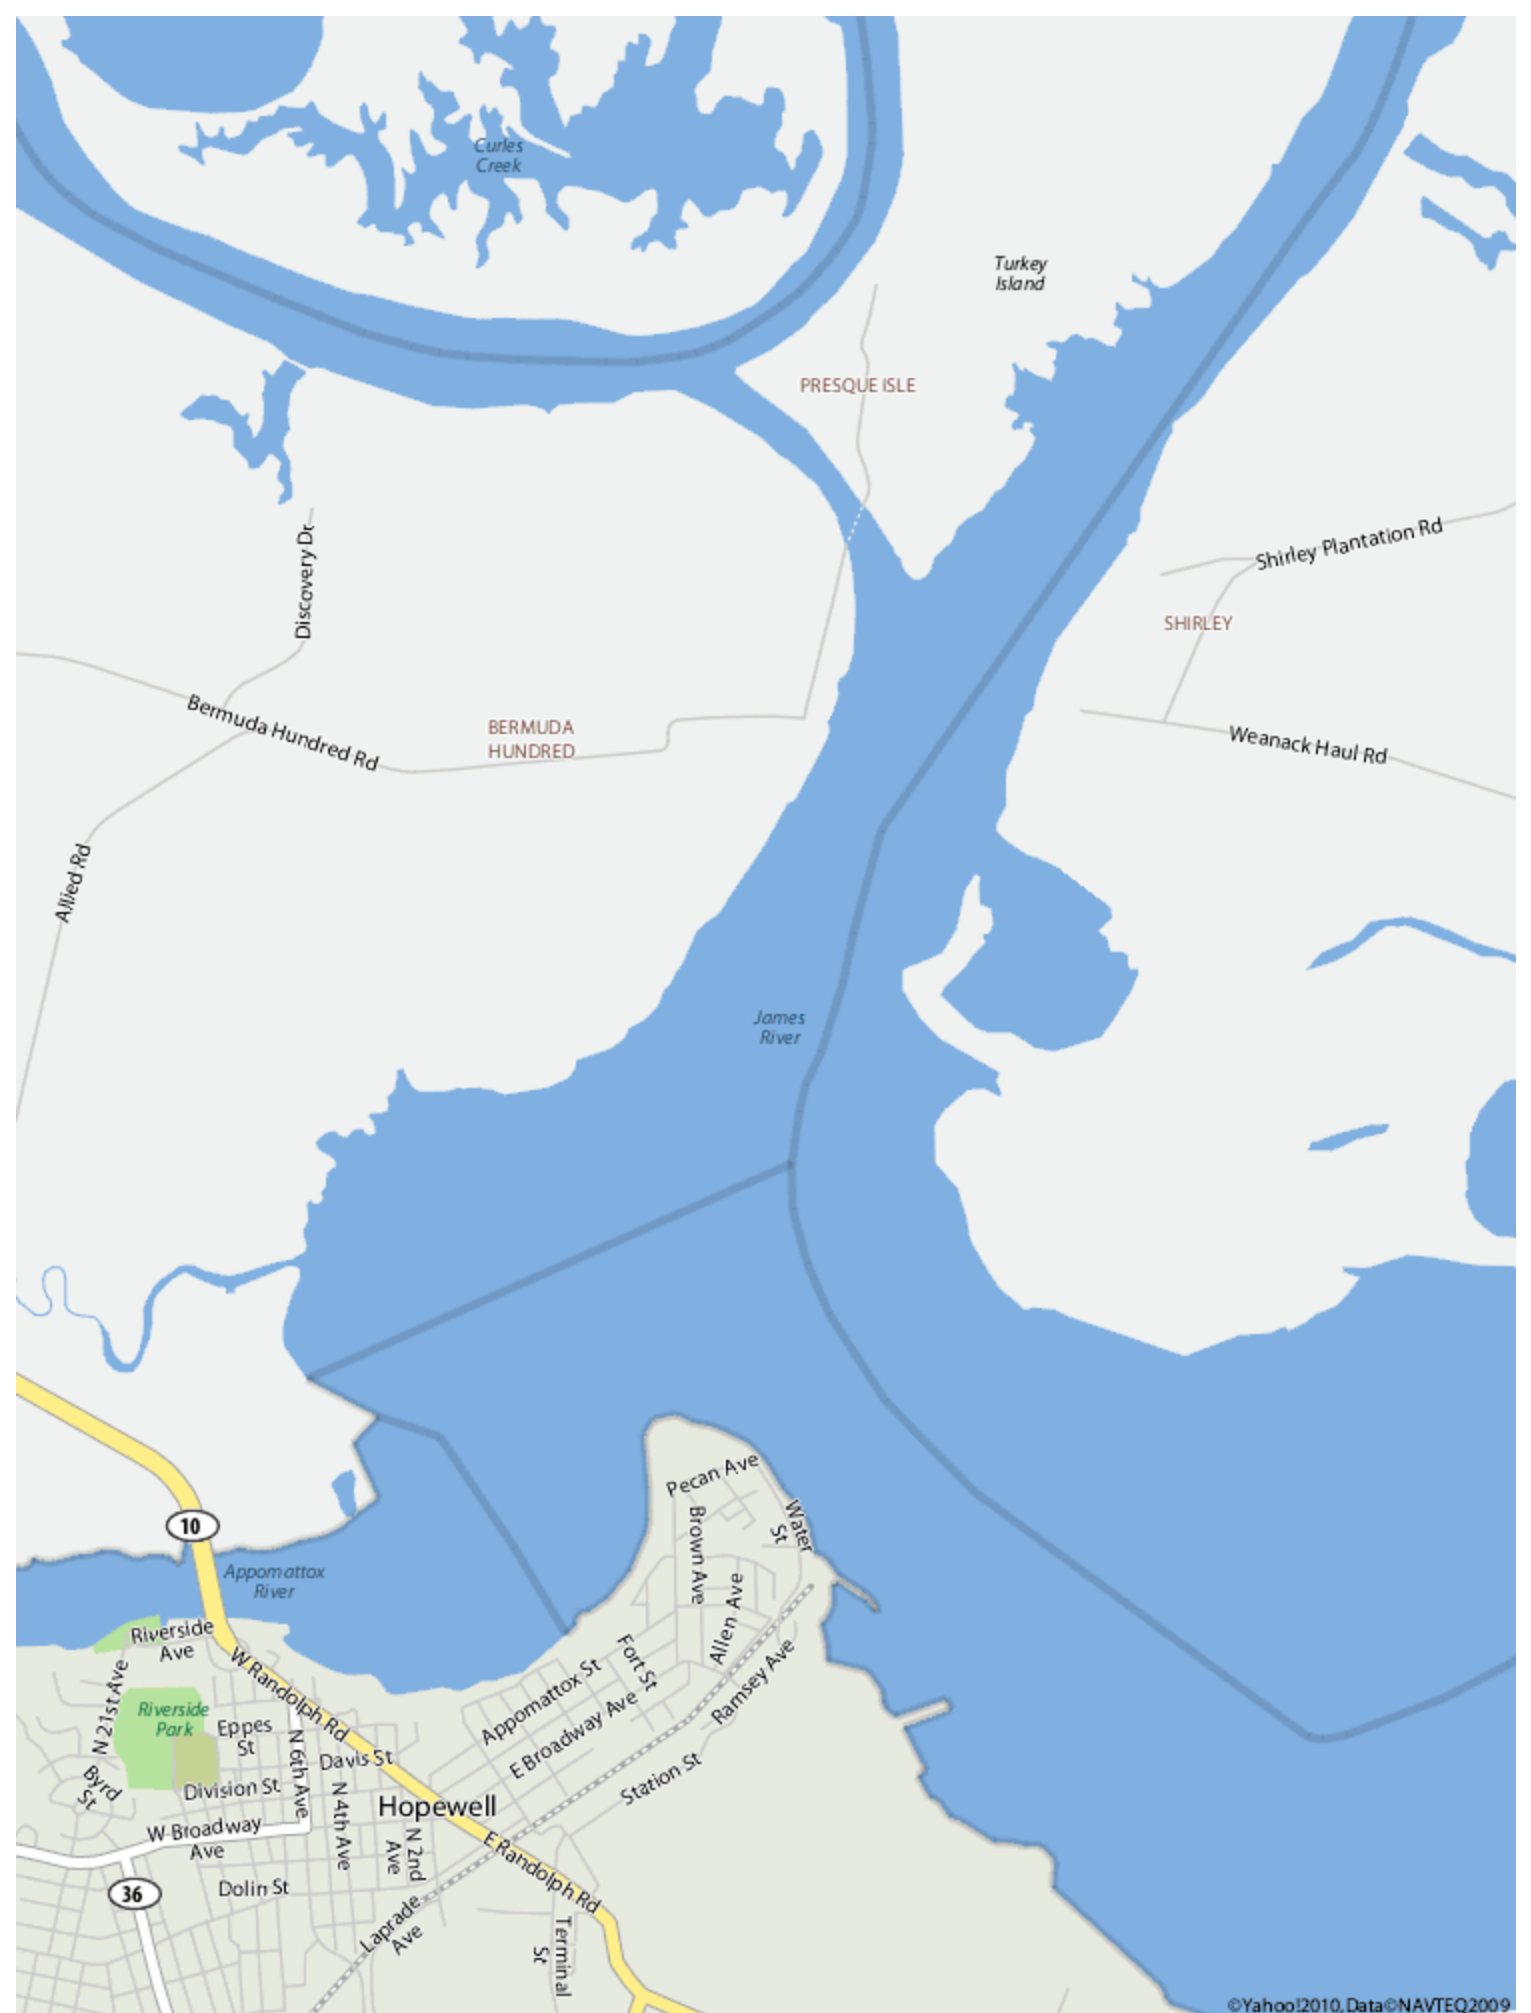 Curles
Creek
Turkey
Island
PRESQUE ISLE
Shirley Plantation Rd
Discovery Dr
SHIRLEY
Bermuda Hundred Rd
BERMUDA
HUNDRED
Weanack Haul Rd
Allied Rd
James
River
Pecan Ave
10
Water
St
Brown Ave
Appomattox
River
Allen Ave
Riverside
Ave
Fort St
W Randolph Rd
Appomattox St
Ramsey Ave
N 21st Ave
Riverside
Park
Eppes
St
E Broadway Ave
N 6th Ave
Davis St
Station St
Byrd
St
Division St
N 4th Ave
Hopewell
W Broadway
Ave
N 2nd
Ave
E Randolph Rd
36
Dolin St
Laprade
Ave
Terminal
St
©Yahoo!2010,Data©NAVTEQ2009